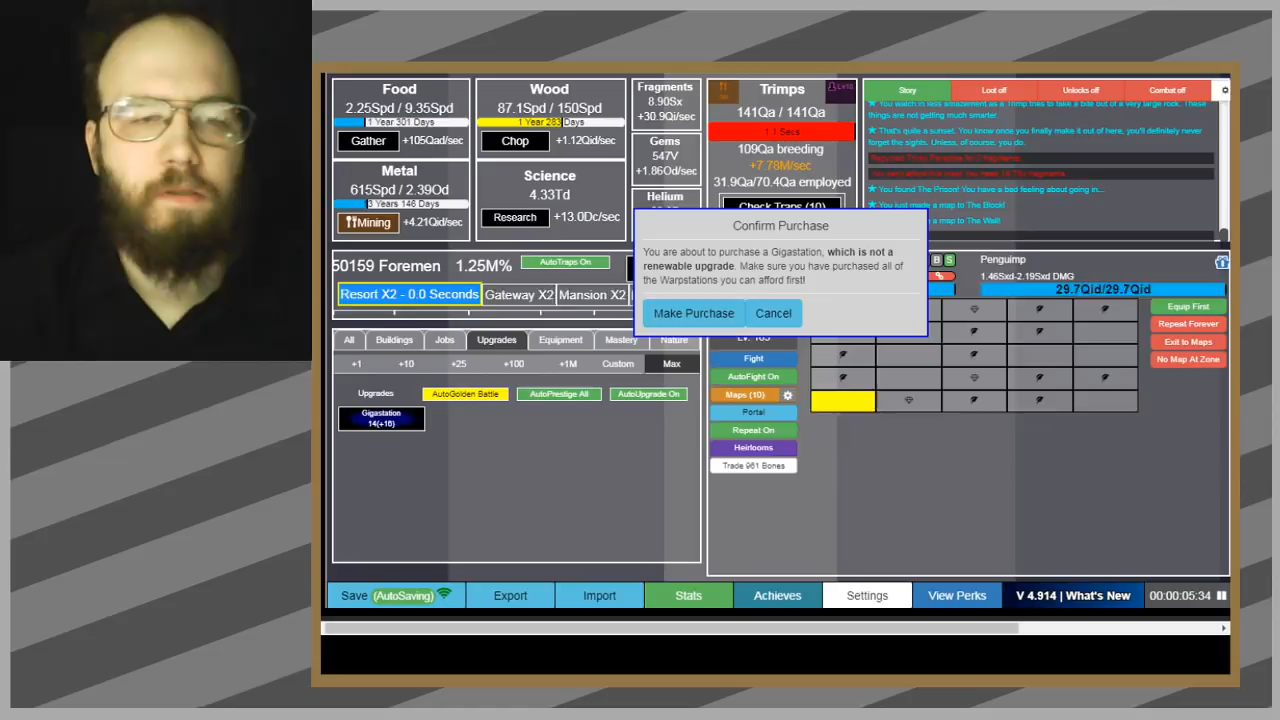 Food
2.25Spd / 9.35Spd
1 Year 301 Days
Gather
+105Qad/sec
Wood
87.1Spd / 150Spd
1 Year 283 Days
Chop
+1.12Qid/sec
Metal
615Spd / 2.39Od
3 Years 146 Days
Mining
+4.21Qid/sec
Science
4.33Td
Research
+13.0Dc/sec
Fragments
8.90Sx
+30.9Qi/sec
Gems
547V
+1.86Od/sec
Helium
Trimps
141Qa / 141Qa
1.1 Secs
109Qa breeding
+7.78M/sec
31.9Qa/70.4Qa employed
Check Traps (10)
Story
Loot off
Unlocks off
Combat off
You watch in less amazement as a Trimp tries to take a bite out of a very large rock. These
things are not getting much smarter.
That's quite a sunset. You know once you finally make it out of here, you'll definitely never
forget the sights. Unless, of course, you do.
You found The Prison! You have a bad feeling about going in...
You just made a map to The Block!
a map to The Wall!
50159 Foremen
1.25M%
AutoTraps On
Resort X2 - 0.0 Seconds
Gateway X2
Mansion X2
Confirm Purchase
You are about to purchase a Gigastation, which is not a
renewable upgrade. Make sure you have purchased all of
the Warpstations you can afford first!
Make Purchase
Cancel
B
S
Penguimp
1.46Sxd-2.19Sxd DMG
29.7Qid/29.7Qid
All
Buildings
Jobs
Upgrades
Equipment
Mastery
Nature
+1
+10
+25
+100
+1M
Custom
Max
Upgrades
AutoGolden Battle
AutoPrestige All
AutoUpgrade On
Gigastation
14(+16)
Fight
AutoFight On
Maps (10)
Portal
Repeat On
Heirlooms
Trade 961 Bones
Equip First
Repeat Forever
Exit to Maps
No Map At Zone
Save (AutoSaving)
Export
Import
Stats
Achieves
Settings
View Perks
V 4.914 | What's New
00:00:05:34